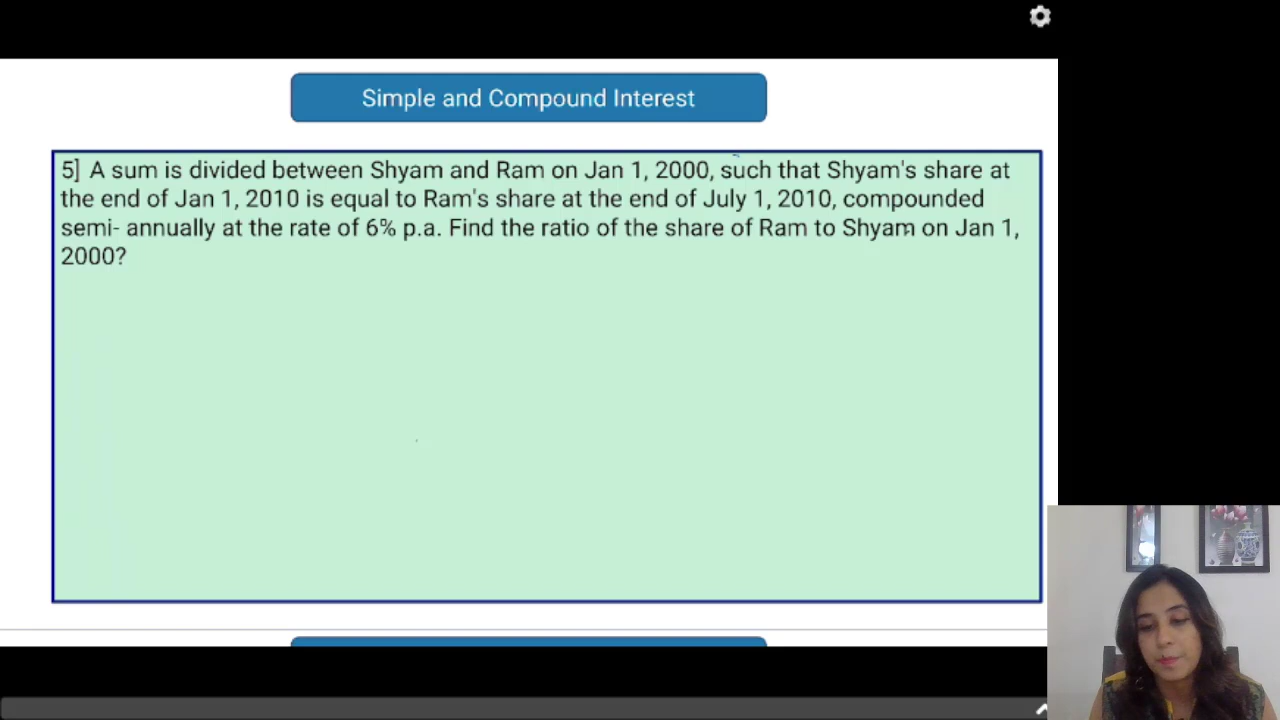 Simple and Compound Interest
5] A sum is divided between Shyam and Ram on Jan 1, 2000, such that Shyam's share at
the end of Jan 1, 2010 is equal to Ram's share at the end of July 1, 2010, compounded
semi- annually at the rate of 6% p.a. Find the ratio of the share of Ram to Shyam on Jan 1,
2000?